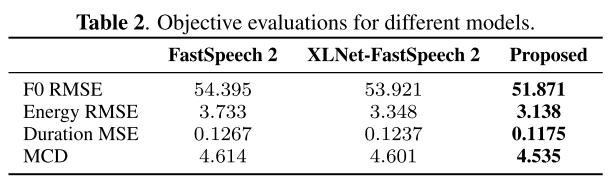 Table 2. Objective evaluations for different models.
FastSpeech 2 XLNet-FastSpeech 2 Proposed
F0 RMSE 54.395 53.921 51.871
Energy RMSE 3.733 3.348 3.138
Duration MSE 0.1267 0.1237 0.1175
MCD 4.614 4.601 4.535